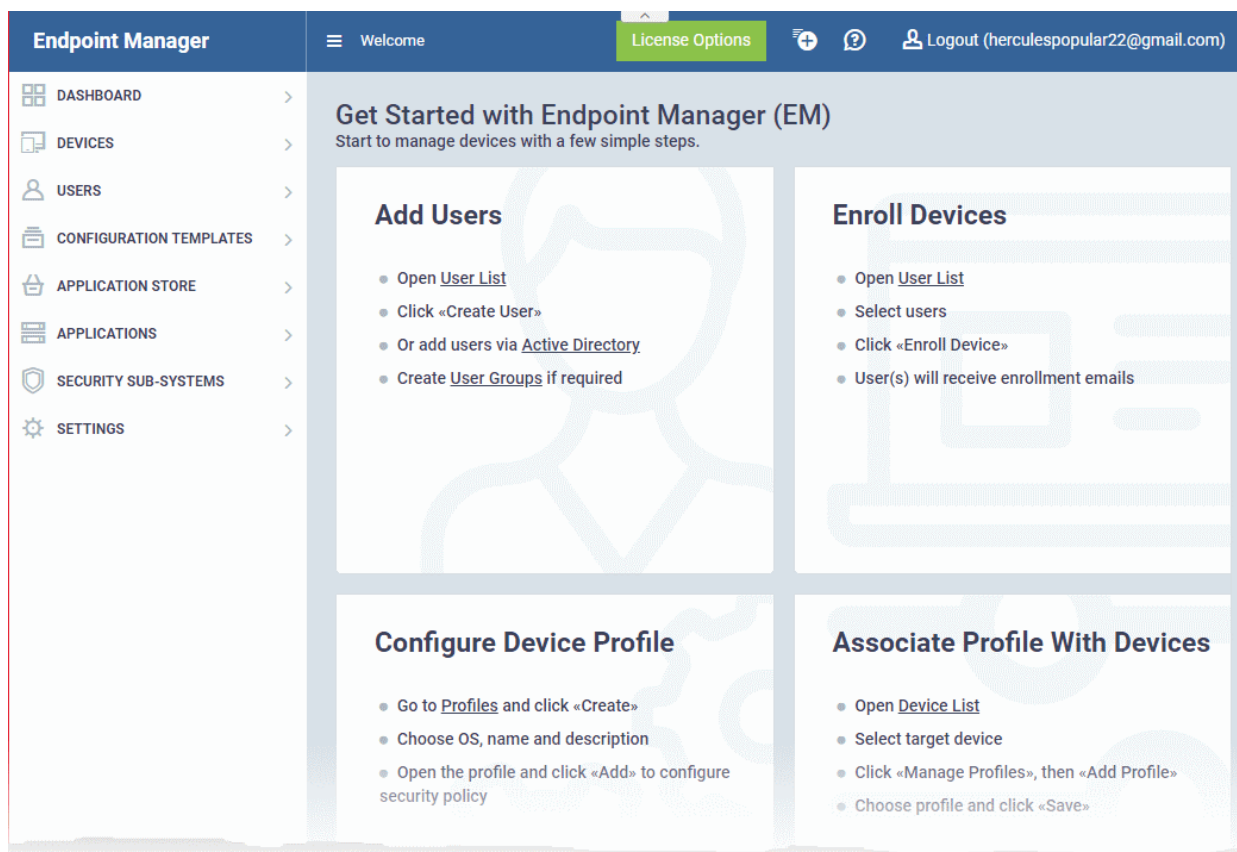 Endpoint Manager
Welcome
License Options
Logout (herculespopular22@gmail.com)
DASHBOARD
DEVICES
USERS
CONFIGURATION TEMPLATES
APPLICATION STORE
APPLICATIONS
SECURITY SUB-SYSTEMS
SETTINGS
Get Started with Endpoint Manager (EM)
Start to manage devices with a few simple steps.
Add Users
Open User List
Click «Create User»
Or add users via Active Directory
Create User Groups if required
Enroll Devices
Open User List
Select users
Click «Enroll Device»
User(s) will receive enrollment emails
Configure Device Profile
Go to Profiles and click «Create»
Choose OS, name and description
Open the profile and click «Add» to configure
security policy
Associate Profile With Devices
Open Device List
Select target device
Click «Manage Profiles», then «Add Profile»
Choose profile and click «Save»